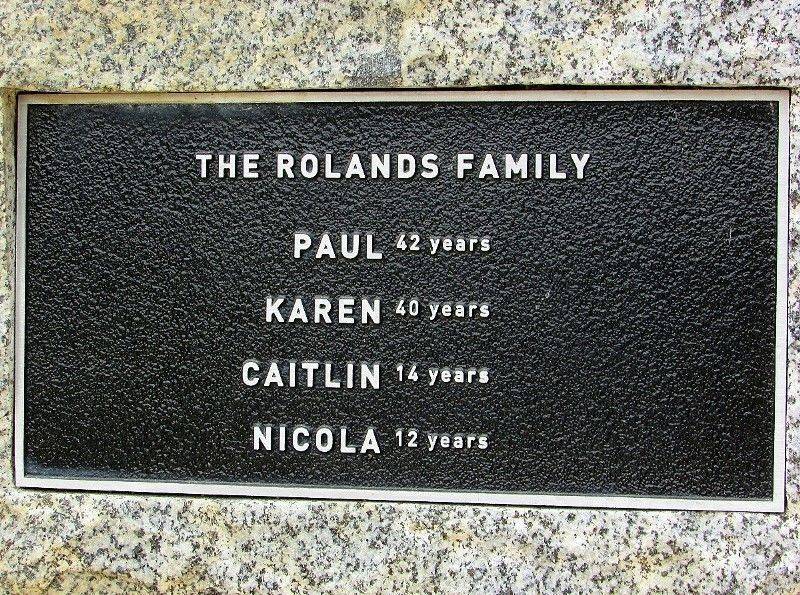 THE ROLANDS FAMILY
PAUL 42 years
KAREN 40 years
CAITLIN 14 years
NICOLA 12 years